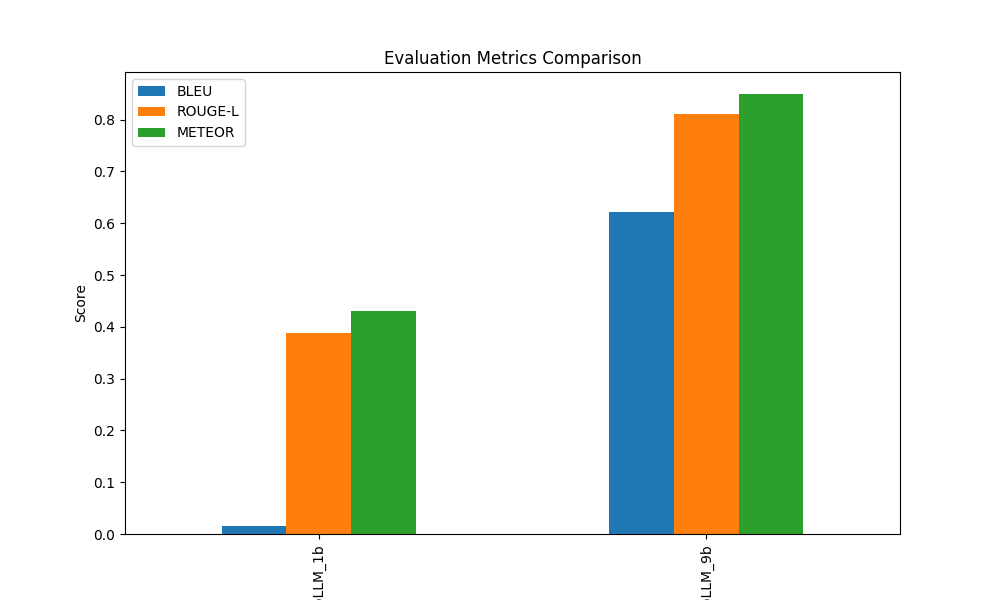 Evaluation Metrics Comparison
BLEU
ROUGE-L
METEOR
Score
0.8
0.7
0.6
0.5
0.4
0.3
0.2
0.1
0.0
LLM_1b
LLM_9b